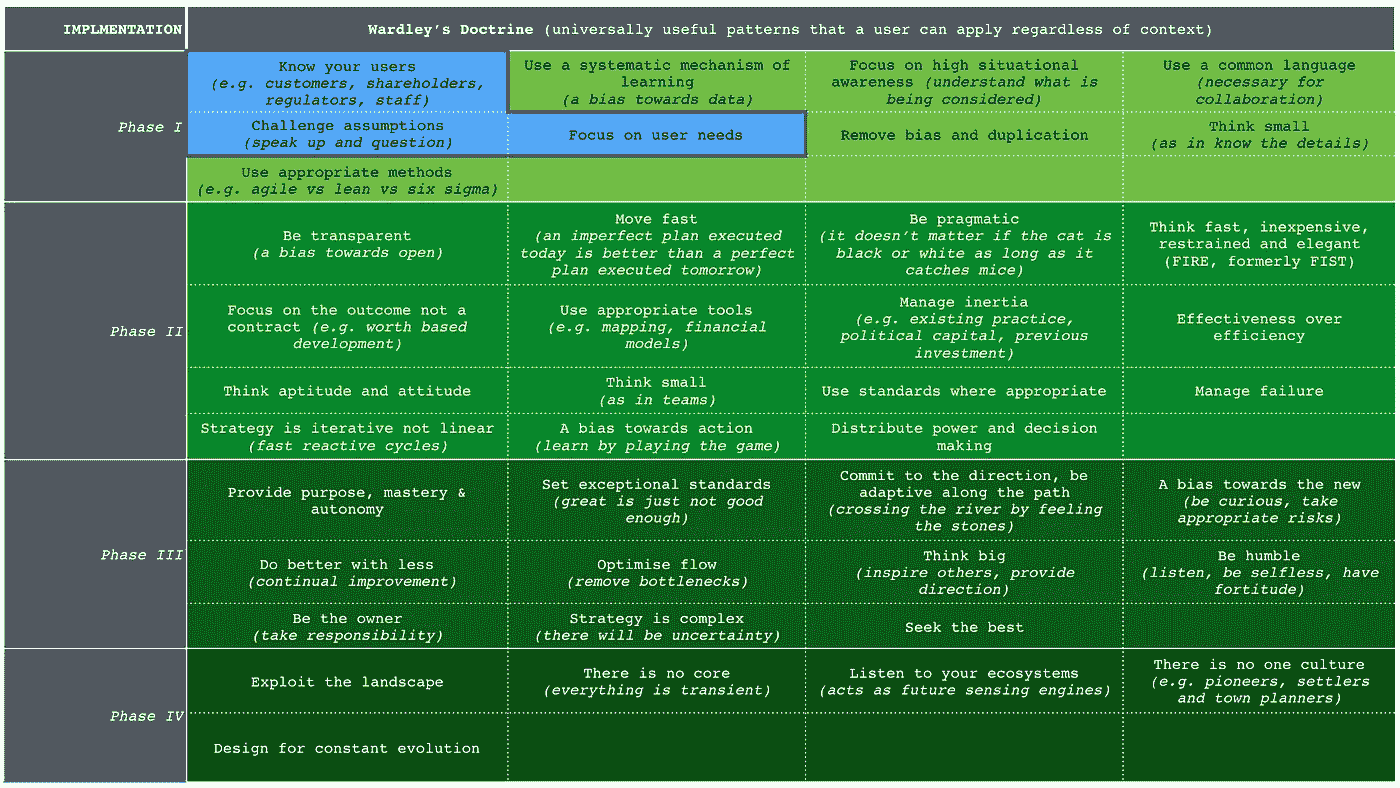 IMPLMENTATION
Wardley's Doctrine (universally useful patterns that a user can apply regardless of context)
Phase I
Know your users
(e.g. customers, shareholders,
regulators, staff)
Use a systematic mechanism of
learning
(a bias towards data)
Focus on high situational
awareness (understand what is
being considered)
Use a common language
(necessary for
collaboration)
Challenge assumptions
(speak up and question)
Focus on user needs
Remove bias and duplication
Think small
(as in know the details)
Use appropriate methods
(e.g. agile vs lean vs six sigma)
Phase II
Be transparent
(a bias towards open)
Move fast
(an imperfect plan executed
today is better than a perfect
plan executed tomorrow)
Be pragmatic
(it doesn't matter if the cat is
black or white as long as it
catches mice)
Think fast, inexpensive,
restrained and elegant
(FIRE, formerly FIST)
Focus on the outcome not a
contract (e.g. worth based
development)
Use appropriate tools
(e.g. mapping, financial
models)
Manage inertia
(e.g. existing practice,
political capital, previous
investment)
Effectiveness over
efficiency
Think aptitude and attitude
Think small
(as in teams)
Use standards where appropriate
Manage failure
Strategy is iterative not linear
(fast reactive cycles)
A bias towards action
(learn by playing the game)
Distribute power and decision
making
Phase III
Provide purpose, mastery &
autonomy
Set exceptional standards
(great is just not good
enough)
Commit to the direction, be
adaptive along the path
(crossing the river by feeling
the stones)
A bias towards the new
(be curious, take
appropriate risks)
Do better with less
(continual improvement)
Optimise flow
(remove bottlenecks)
Think big
(inspire others, provide
direction)
Be humble
(listen, be selfless, have
fortitude)
Be the owner
(take responsibility)
Strategy is complex
(there will be uncertainty)
Seek the best
Phase IV
Exploit the landscape
There is no core
(everything is transient)
Listen to your ecosystems
(acts as future sensing engines)
There is no one culture
(e.g. pioneers, settlers
and town planners)
Design for constant evolution